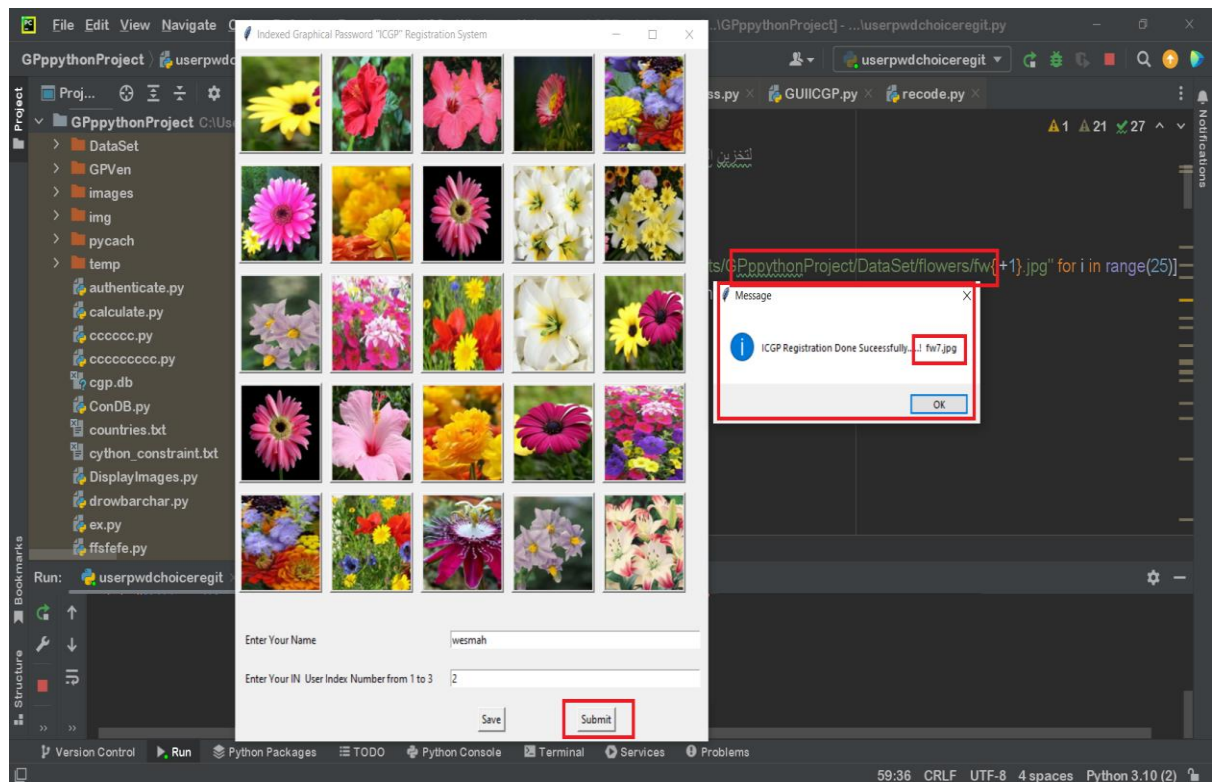 File Edit View Navigate
Indexed Graphical Password "ICGP" Registration System
..\GPppythonProject] - ...\userpwdchoiceregit.py
GPppythonProject
userpwdchoiceregit
Proj...
ss.py
GUIICGP.py
recode.py
Project
Notifications
GPppythonProject
1 21 27
DataSet
لتخزين
GPVen
images
img
pycach
temp
ts/GPppythonProject/DataSet/flowers/fw{ +1}.jpg" for i in range(25)]
authenticate.py
Message
calculate.py
cccccc.py
ICGP Registration Done Suceessfully.....! fw7.jpg
ccccccccc.py
cgp.db
OK
ConDB.py
countries.txt
cython_constraint.txt
DisplayImages.py
drowbarchar.py
ex.py
ffsfefe.py
Bookmarks
Run: userpwdchoiceregit
Enter Your Name wesmah
Structure
Enter Your IN User Index Number from 1 to 3 2
Save Submit
Version Control Run Python Packages TODO Python Console Terminal Services Problems
59:36 CRLF UTF-8 4 spaces Python 3.10 (2)